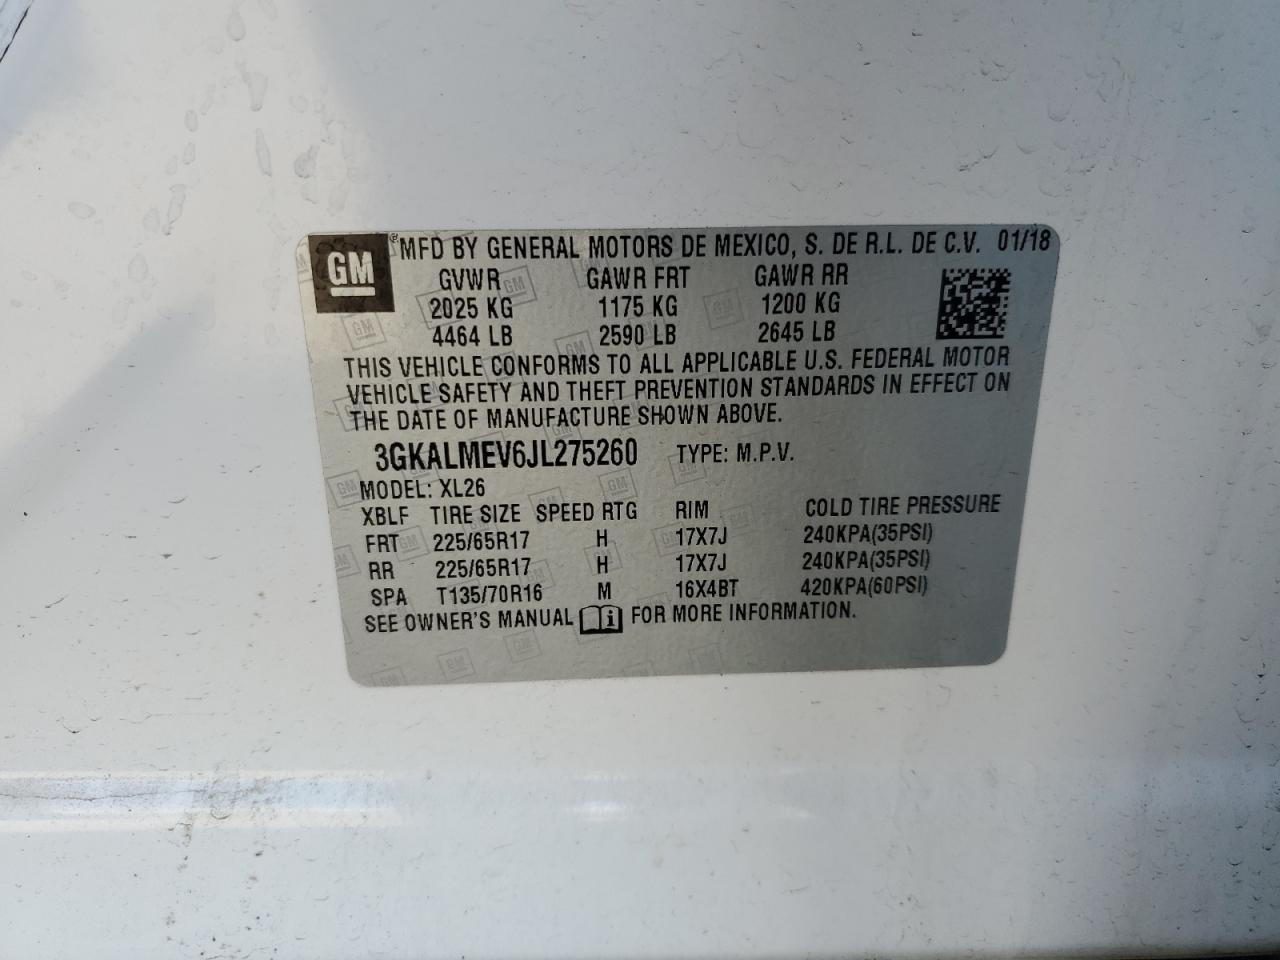 GM
® MFD BY GENERAL MOTORS DE MEXICO, S. DE R.L. DE C.V. 01/18
GVWR GAWR FRT GAWR RR
2025 KG 1175 KG 1200 KG
4464 LB 2590 LB 2645 LB
THIS VEHICLE CONFORMS TO ALL APPLICABLE U.S. FEDERAL MOTOR
VEHICLE SAFETY AND THEFT PREVENTION STANDARDS IN EFFECT ON
THE DATE OF MANUFACTURE SHOWN ABOVE.
3GKALMEV6JL275260 TYPE: M.P.V.
MODEL: XL26
XBLF TIRE SIZE SPEED RTG RIM COLD TIRE PRESSURE
FRT 225/65R17 H 17X7J 240KPA(35PSI)
RR 225/65R17 H 17X7J 240KPA(35PSI)
SPA T135/70R16 M 16X4BT 420KPA(60PSI)
SEE OWNER'S MANUAL i FOR MORE INFORMATION.